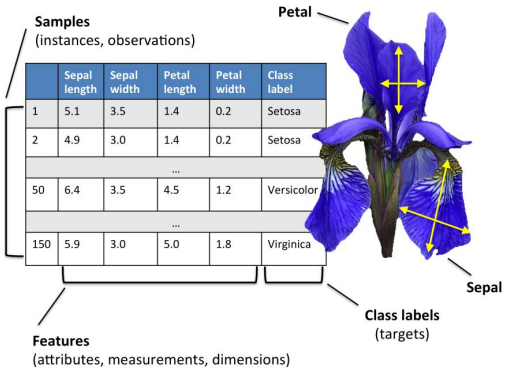 Samples
(instances, observations)
Petal
Sepal length Sepal width Petal length Petal width Class label
1 5.1 3.5 1.4 0.2 Setosa
2 4.9 3.0 1.4 0.2 Setosa
...
50 6.4 3.5 4.5 1.2 Versicolor
...
150 5.9 3.0 5.0 1.8 Virginica
Sepal
Class labels
(targets)
Features
(attributes, measurements, dimensions)